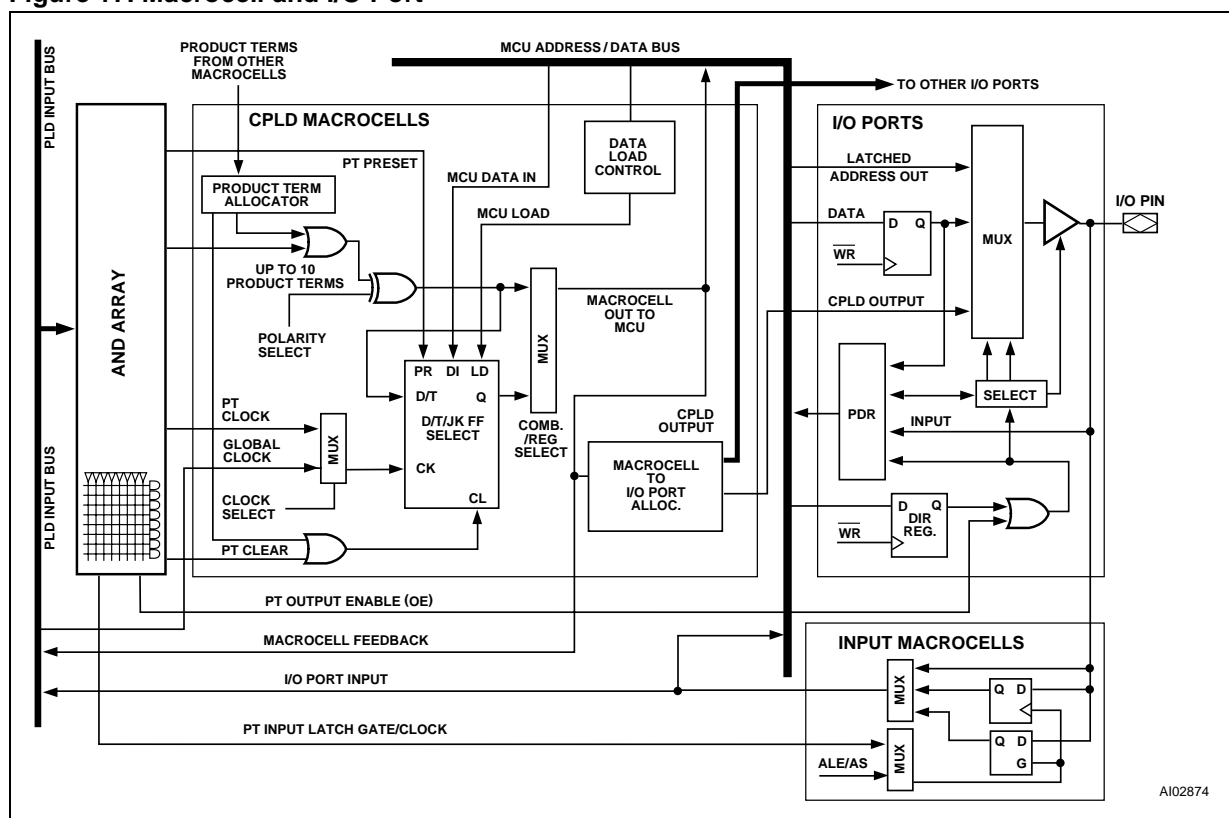 Figure 17. Macrocell and I/O Port
PLD INPUT BUS
PRODUCT TERMS
FROM OTHER
MACROCELLS
MCU ADDRESS / DATA BUS
TO OTHER I/O PORTS
CPLD MACROCELLS
I/O PORTS
AND ARRAY
PT PRESET
MCU DATA IN
DATA
LOAD
CONTROL
LATCHED
ADDRESS OUT
PRODUCT TERM
ALLOCATOR
MCU LOAD
DATA
D Q
WR
MUX
I/O PIN
UP TO 10
PRODUCT TERMS
POLARITY
SELECT
MUX
MACROCELL
OUT TO
MCU
CPLD OUTPUT
PR DI LD
D/T Q
D/T/JK FF
SELECT
CK
CL
COMB.
/REG
SELECT
PT
CLOCK
GLOBAL
CLOCK
MUX
CLOCK
SELECT
PT CLEAR
CPLD
OUTPUT
MACROCELL
TO
I/O PORT
ALLOC.
PDR
SELECT
INPUT
D Q
DIR
REG.
WR
PLD INPUT BUS
PT OUTPUT ENABLE (OE)
MACROCELL FEEDBACK
I/O PORT INPUT
PT INPUT LATCH GATE/CLOCK
INPUT MACROCELLS
MUX
Q D
Q D
G
MUX
ALE/AS
AI02874